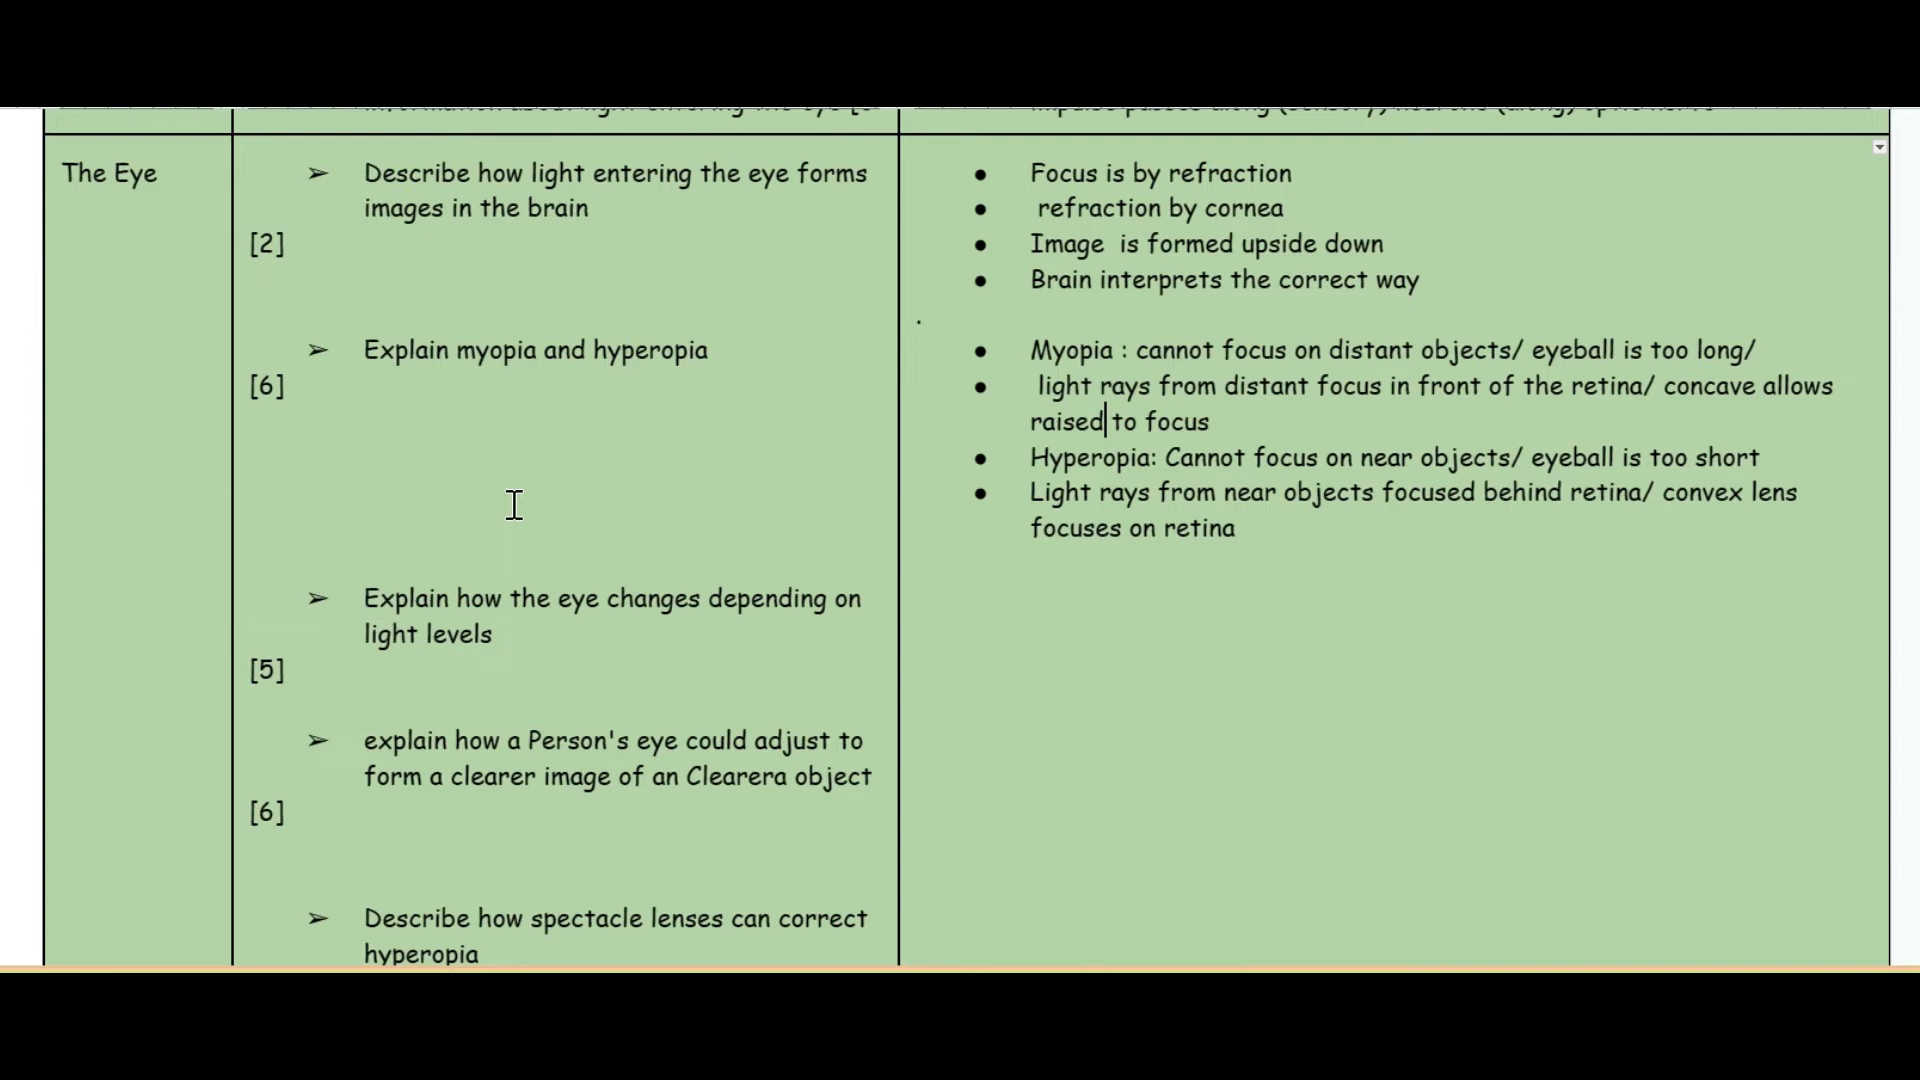 The Eye
➢ Describe how light entering the eye forms
images in the brain
[2]
➢ Explain myopia and hyperopia
[6]
➢ Explain how the eye changes depending on
light levels
[5]
➢ explain how a Person's eye could adjust to
form a clearer image of an Clearera object
[6]
➢ Describe how spectacle lenses can correct
hyperopia
● Focus is by refraction
● refraction by cornea
● Image is formed upside down
● Brain interprets the correct way
.
● Myopia : cannot focus on distant objects/ eyeball is too long/
● light rays from distant focus in front of the retina/ concave allows
raised to focus
● Hyperopia: Cannot focus on near objects/ eyeball is too short
● Light rays from near objects focused behind retina/ convex lens
focuses on retina